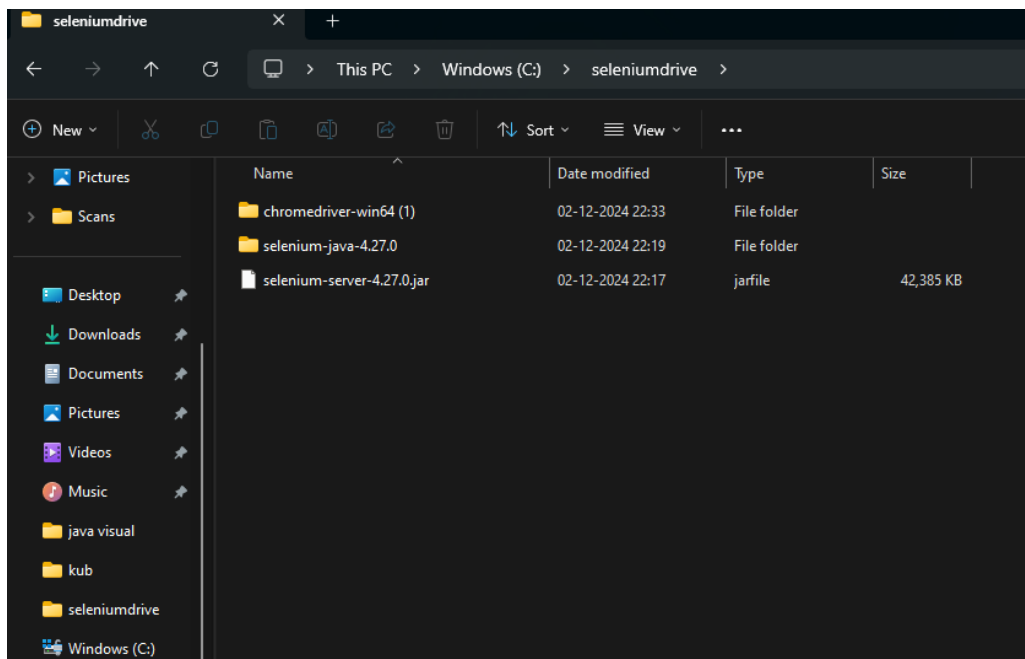 seleniumdrive
This PC > Windows (C:) > seleniumdrive >
New Sort View ...
Pictures
Scans
Desktop
Downloads
Documents
Pictures
Videos
Music
java visual
kub
seleniumdrive
Windows (C:)
Name Date modified Type Size
chromedriver-win64 (1) 02-12-2024 22:33 File folder
selenium-java-4.27.0 02-12-2024 22:19 File folder
selenium-server-4.27.0.jar 02-12-2024 22:17 jarfile 42,385 KB